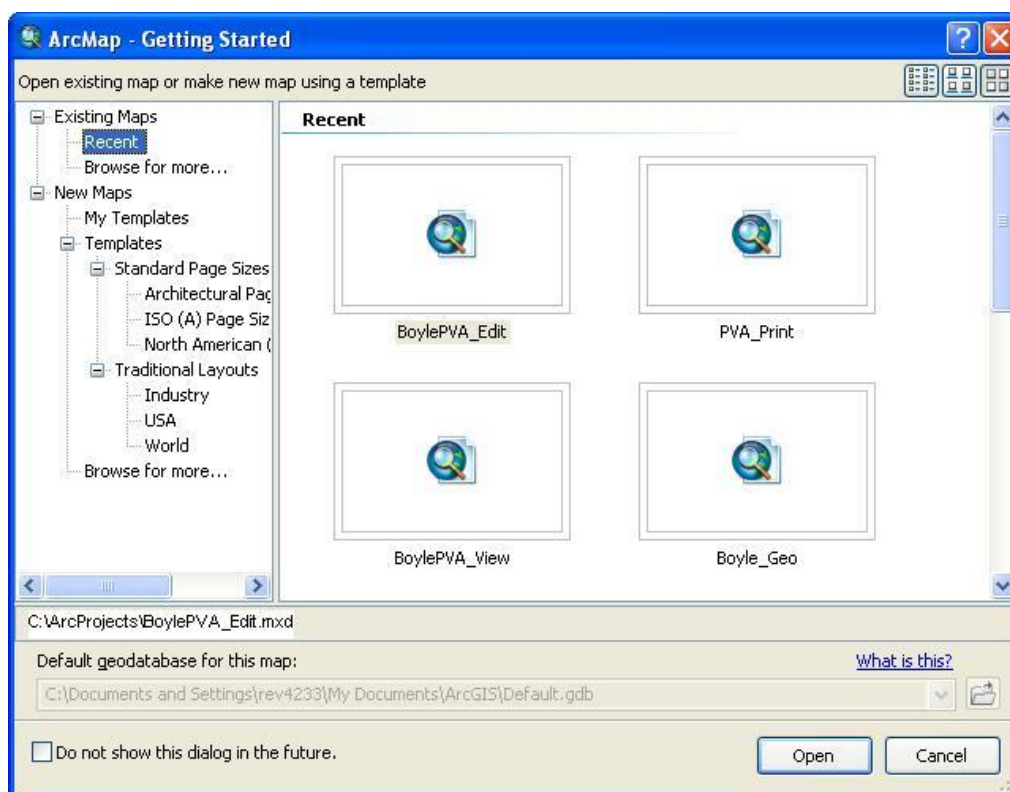 ArcMap - Getting Started
Open existing map or make new map using a template
Existing Maps
Recent
Browse for more...
New Maps
My Templates
Templates
Standard Page Sizes
Architectural Pag
ISO (A) Page Siz
North American (
Traditional Layouts
Industry
USA
World
Browse for more...
Recent
BoylePVA_Edit
PVA_Print
BoylePVA_View
Boyle_Geo
C:\ArcProjects\BoylePVA_Edit.mxd
Default geodatabase for this map:
What is this?
C:\Documents and Settings\rev4233\My Documents\ArcGIS\Default.gdb
Do not show this dialog in the future.
Open
Cancel